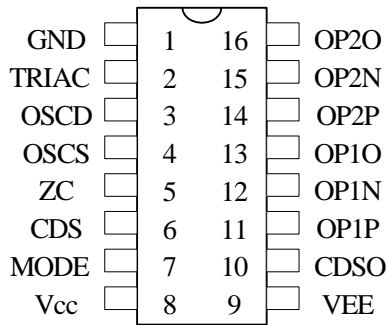 GND 1 16 OP2O
TRIAC 2 15 OP2N
OSCD 3 14 OP2P
OSCS 4 13 OP1O
ZC 5 12 OP1N
CDS 6 11 OP1P
MODE 7 10 CDSO
Vcc 8 9 VEE